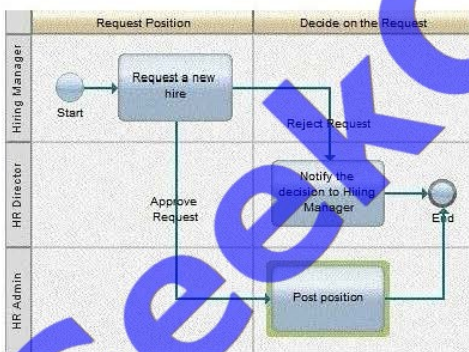 Request Position
Decide on the Request
Hiring Manager
Request a new
hire
Start
Reject Request
HR Director
Notify the
decision to Hiring
Manager
Approve
Request
End
HR Admin
Post position